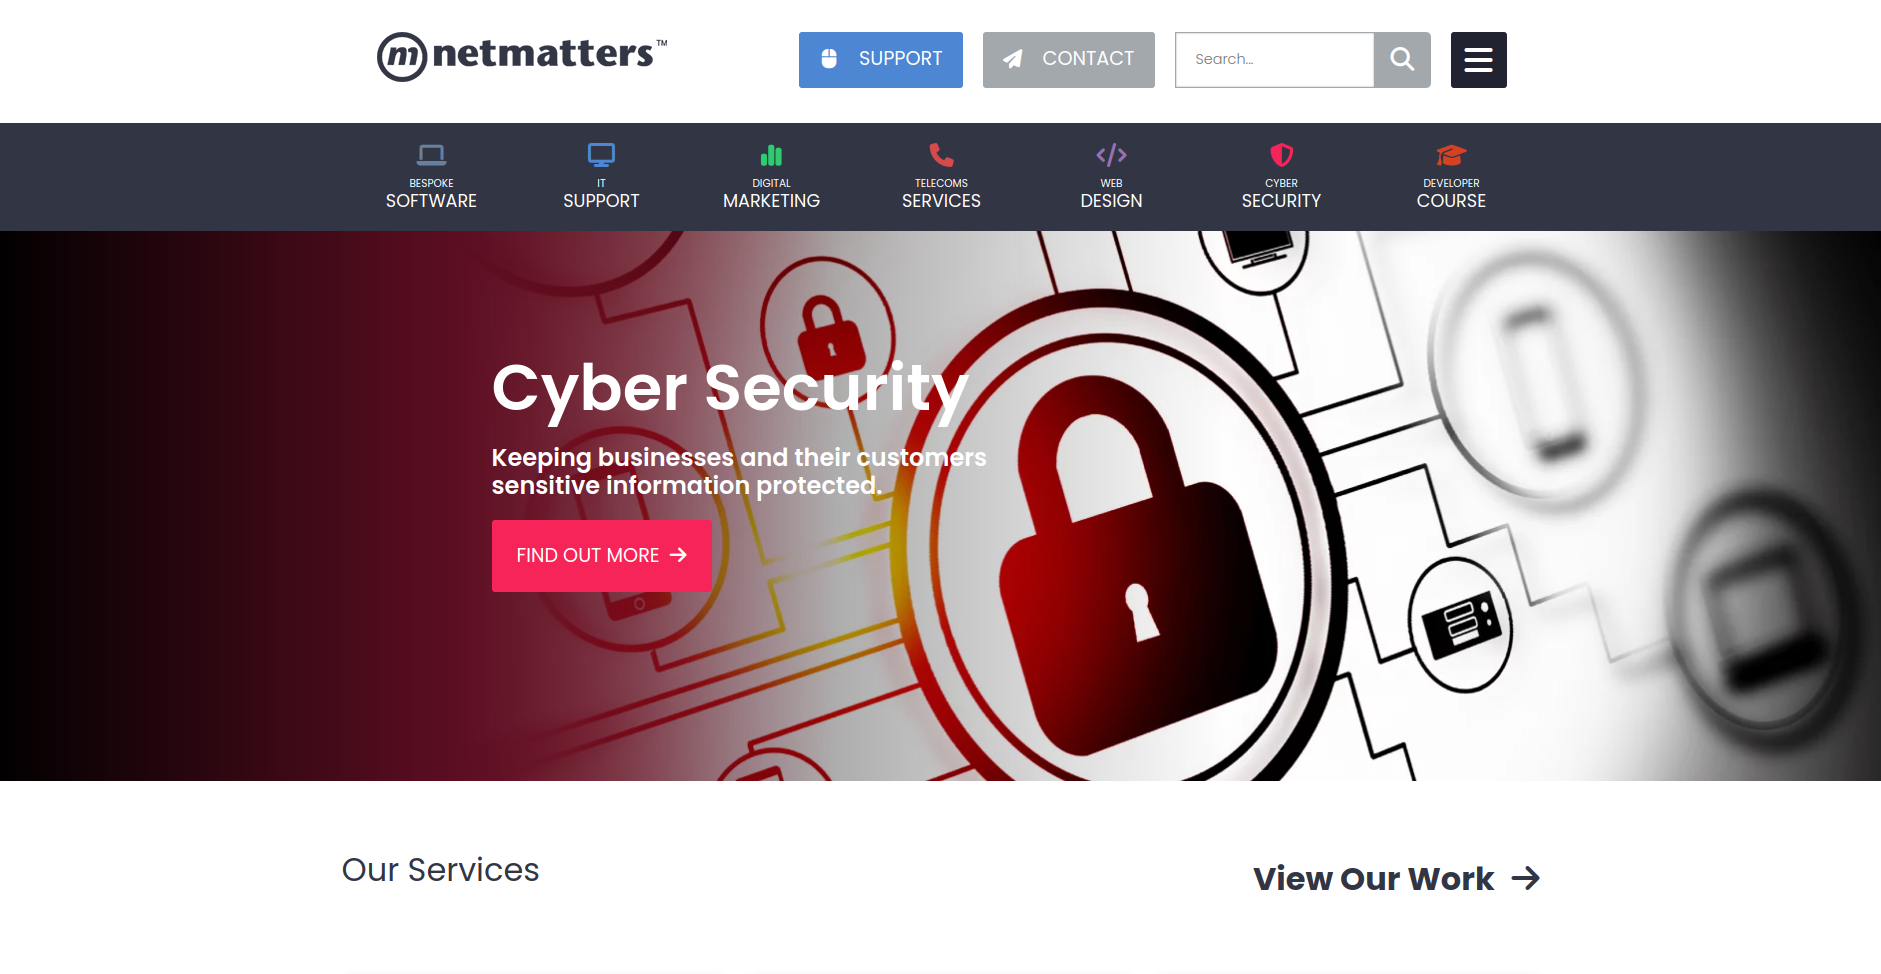 netmatters™
SUPPORT
CONTACT
Search...
BESPOKE
SOFTWARE
IT
SUPPORT
DIGITAL
MARKETING
TELECOMS
SERVICES
WEB
DESIGN
CYBER
SECURITY
DEVELOPER
COURSE
Cyber Security
Keeping businesses and their customers
sensitive information protected.
FIND OUT MORE →
Our Services
View Our Work →